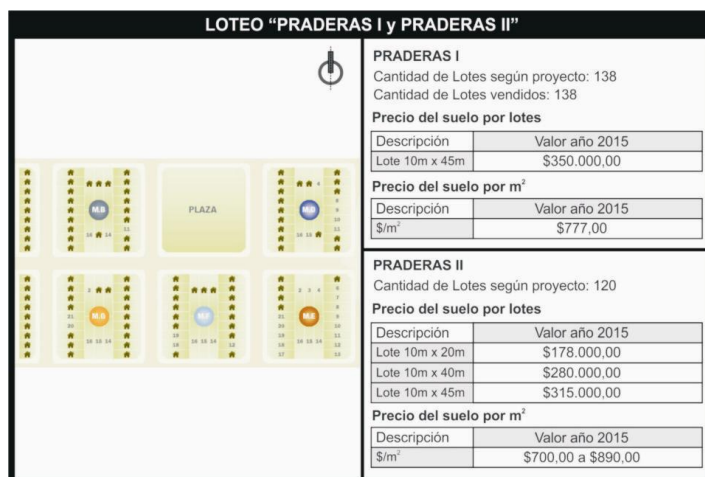 LOTEO "PRADERAS I y PRADERAS II"
PLAZA
PRADERAS I
Cantidad de Lotes según proyecto: 138
Cantidad de Lotes vendidos: 138
Precio del suelo por lotes
Descripción Valor año 2015
Lote 10m x 45m $350.000,00
Precio del suelo por m²
Descripción Valor año 2015
$/m² $777,00
PRADERAS II
Cantidad de Lotes según proyecto: 120
Precio del suelo por lotes
Descripción Valor año 2015
Lote 10m x 20m $178.000,00
Lote 10m x 40m $280.000,00
Lote 10m x 45m $315.000,00
Precio del suelo por m²
Descripción Valor año 2015
$/m² $700,00 a $890,00